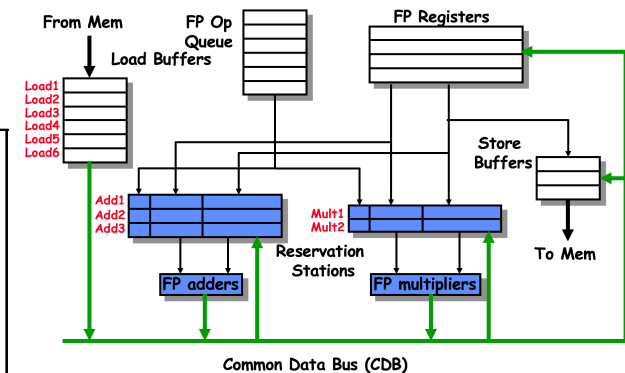 From Mem
FP Op
Queue
FP Registers
Load Buffers
Load1
Load2
Load3
Load4
Load5
Load6
Store
Buffers
Add1
Add2
Add3
Mult1
Mult2
Reservation
Stations
To Mem
FP adders
FP multipliers
Common Data Bus (CDB)